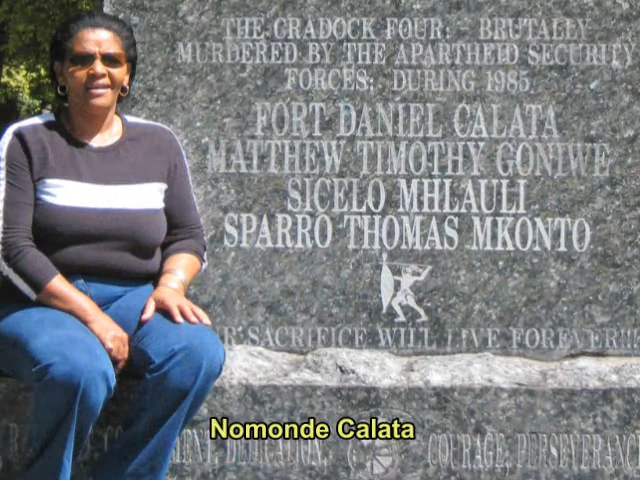 THE CRADOCK FOUR: BRUTALLY
MURDERED BY THE APARTHEID SECURITY
FORCES: DURING 1985
FORT DANIEL CALATA
MATTHEW TIMOTHY GONIWE
SICELO MHLAULI
SPARRO THOMAS MKONTO
SACRIFICE WILL LIVE FOREVER!!!
Nomonde Calata
DEDICATION, COURAGE, PERSEVERANCE